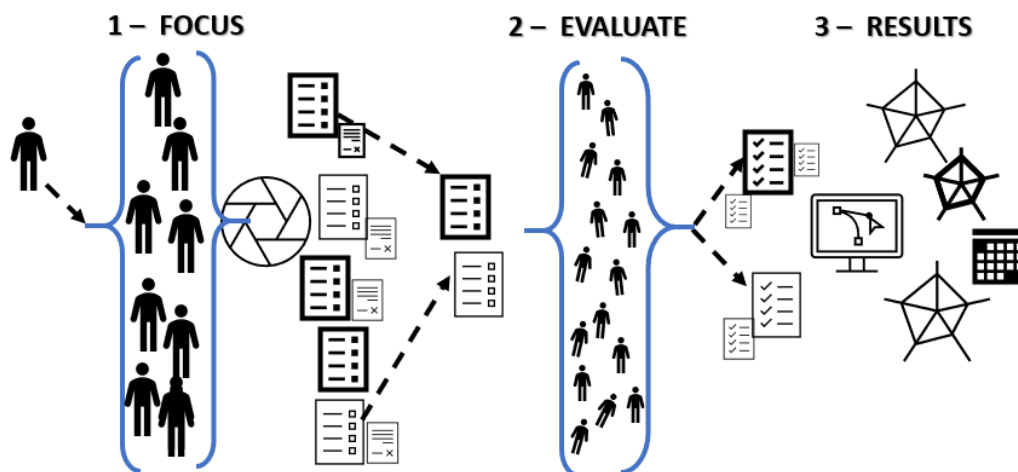 1 – FOCUS
2 – EVALUATE
3 – RESULTS